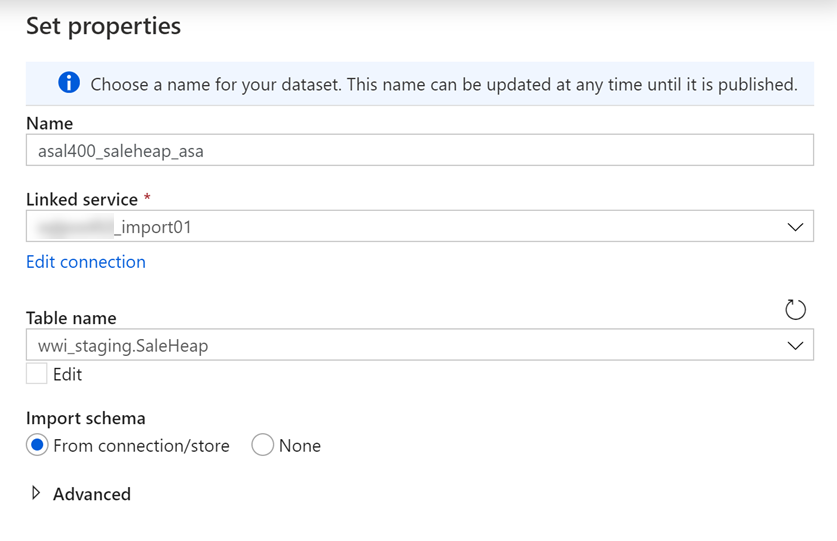 Set properties
Choose a name for your dataset. This name can be updated at any time until it is published.
Name
asal400_saleheap_asa
Linked service *
_import01
Edit connection
Table name
wwi_staging.SaleHeap
Edit
Import schema
From connection/store None
Advanced